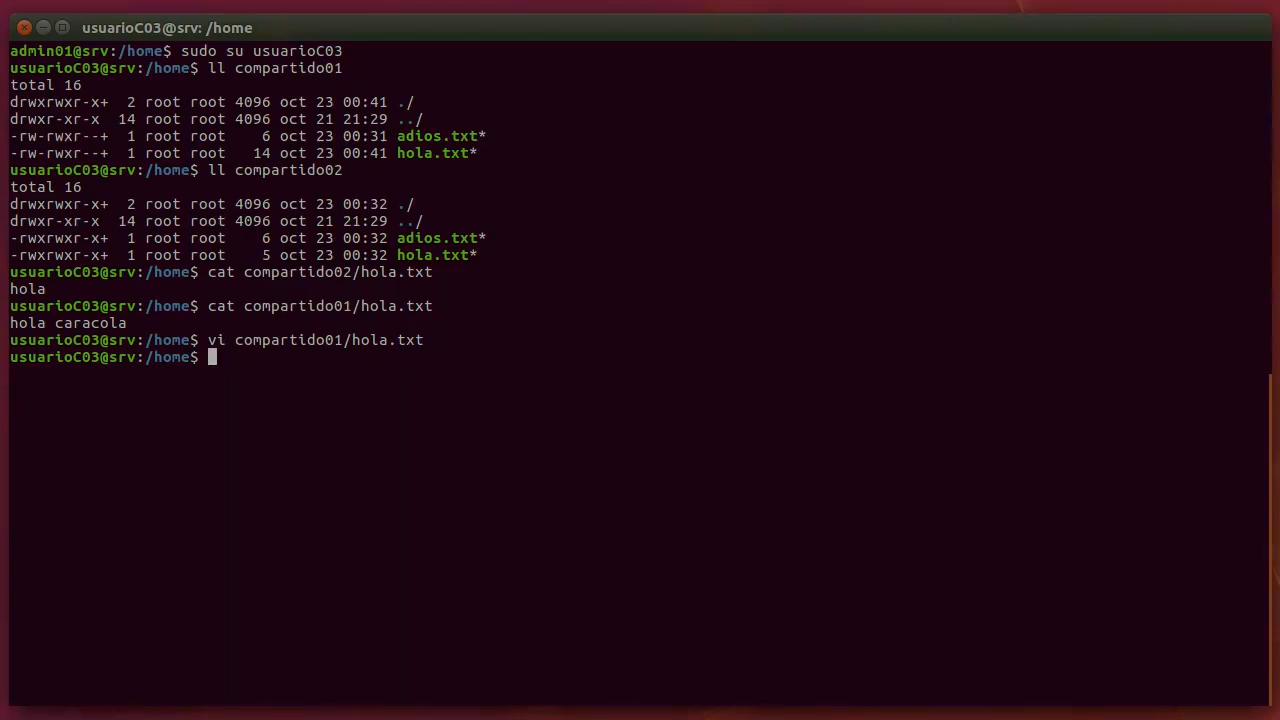 usuarioC03@srv: /home
admin01@srv:/home$ sudo su usuarioC03
usuarioC03@srv:/home$ ll compartido01
total 16
drwxrwxr-x+  2 root root 4096 oct 23 00:41 ./
drwxr-xr-x  14 root root 4096 oct 21 21:29 ../
-rw-rwxr--+  1 root root    6 oct 23 00:31 adios.txt*
-rw-rwxr--+  1 root root   14 oct 23 00:41 hola.txt*
usuarioC03@srv:/home$ ll compartido02
total 16
drwxrwxr-x+  2 root root 4096 oct 23 00:32 ./
drwxr-xr-x  14 root root 4096 oct 21 21:29 ../
-rwxrwxr-x+  1 root root    6 oct 23 00:32 adios.txt*
-rwxrwxr-x+  1 root root    5 oct 23 00:32 hola.txt*
usuarioC03@srv:/home$ cat compartido02/hola.txt
hola
usuarioC03@srv:/home$ cat compartido01/hola.txt
hola caracola
usuarioC03@srv:/home$ vi compartido01/hola.txt
usuarioC03@srv:/home$